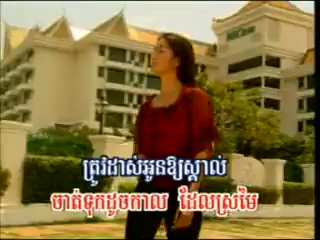 ត្រូវដាស់អូនឱ្យស្គាល់
ចាត់ទុកដូចកាល ដែលស្រមៃ